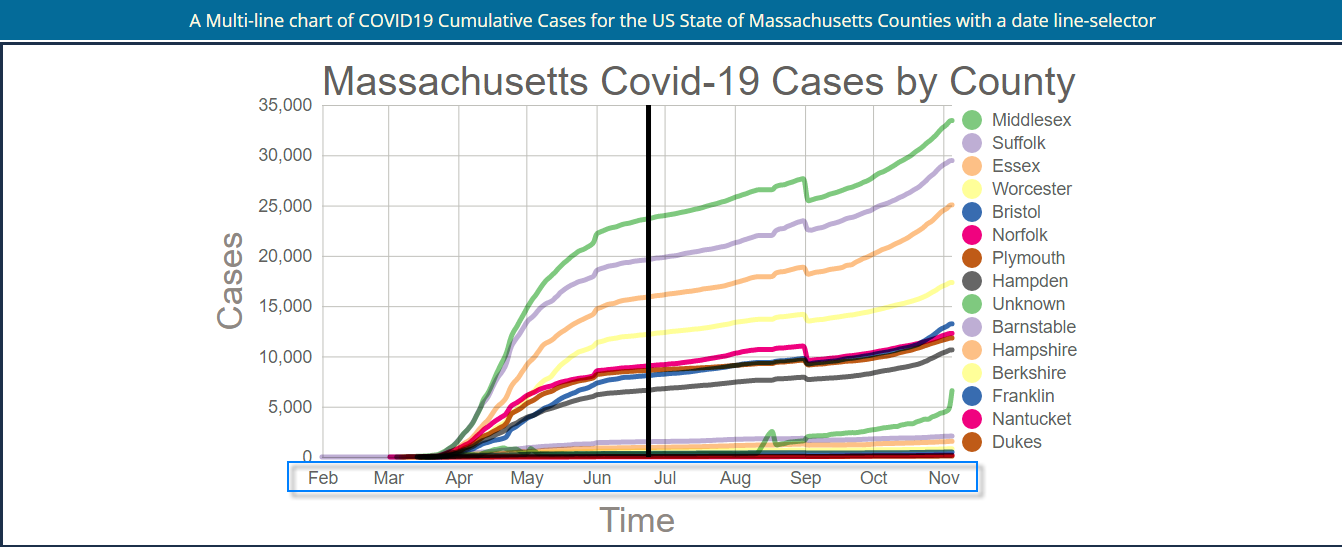 A Multi-line chart of COVID19 Cumulative Cases for the US State of Massachusetts Counties with a date line-selector
Massachusetts Covid-19 Cases by County
35,000
30,000
25,000
20,000
15,000
10,000
5,000
0
Cases
Middlesex
Suffolk
Essex
Worcester
Bristol
Norfolk
Plymouth
Hampden
Unknown
Barnstable
Hampshire
Berkshire
Franklin
Nantucket
Dukes
Feb Mar Apr May Jun Jul Aug Sep Oct Nov
Time